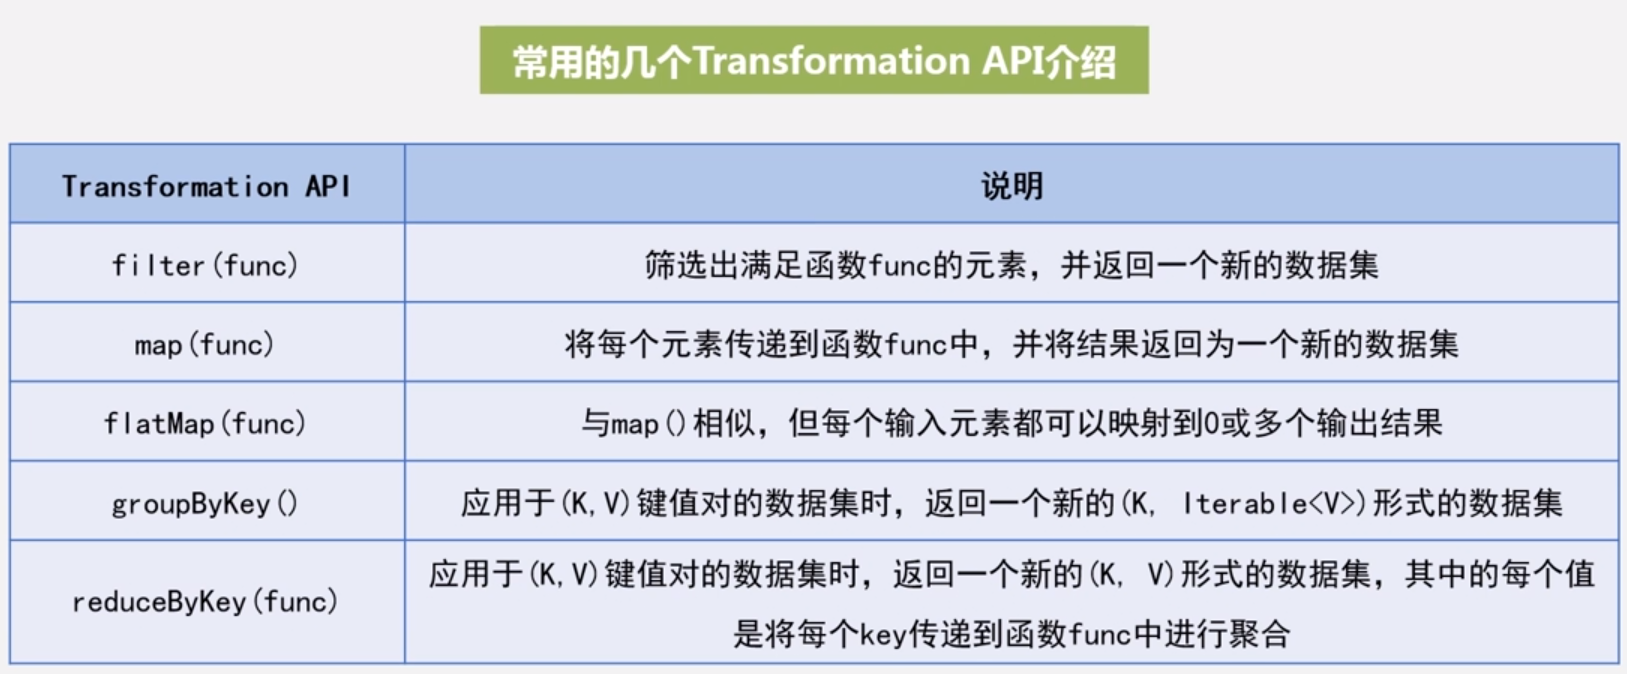 常用的几个Transformation API介绍
Transformation API
说明
filter(func)
筛选出满足函数func的元素，并返回一个新的数据集
map(func)
将每个元素传递到函数func中，并将结果返回为一个新的数据集
flatMap(func)
与map()相似，但每个输入元素都可以映射到0或多个输出结果
groupByKey()
应用于(K,V)键值对的数据集时，返回一个新的(K, Iterable<V>)形式的数据集
reduceByKey(func)
应用于(K,V)键值对的数据集时，返回一个新的(K, V)形式的数据集，其中的每个值
是将每个key传递到函数func中进行聚合